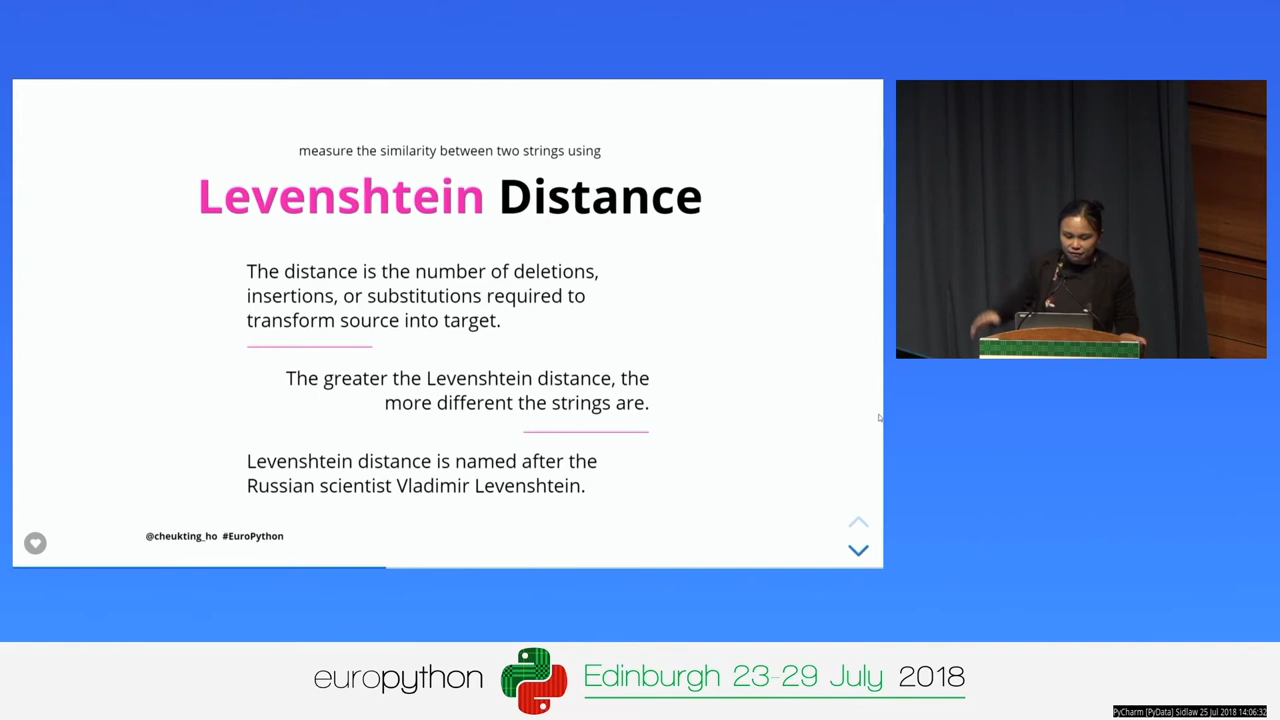 measure the similarity between two strings using
Levenshtein Distance
The distance is the number of deletions,
insertions, or substitutions required to
transform source into target.
The greater the Levenshtein distance, the
more different the strings are.
Levenshtein distance is named after the
Russian scientist Vladimir Levenshtein.
@cheukting_ho #EuroPython
europython Edinburgh 23-29 July 2018
PyCharm [PyData] Sidlaw 25 Jul 2018 14:06:32